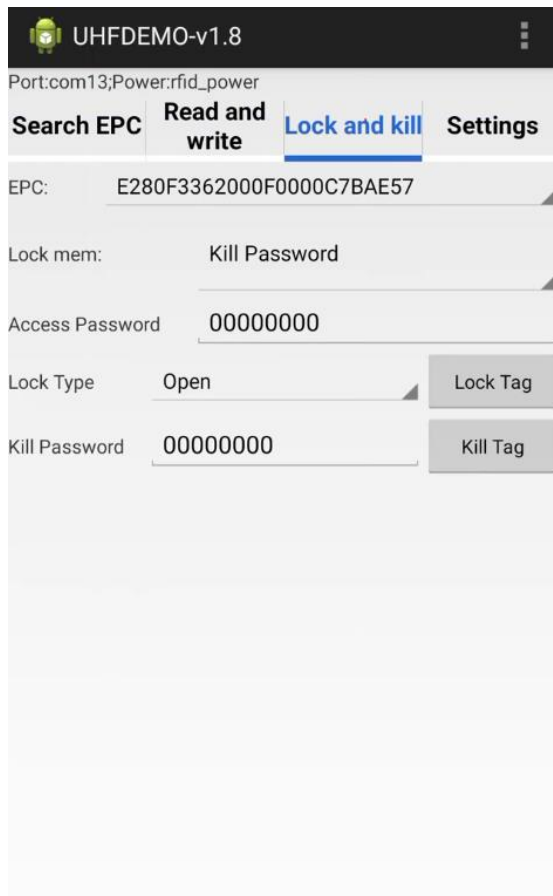 UHFDEMO-v1.8
Port:com13;Power:rfid_power
Search EPC
Read and
write
Lock and kill
Settings
EPC: E280F3362000F0000C7BAE57
Lock mem: Kill Password
Access Password 00000000
Lock Type Open Lock Tag
Kill Password 00000000 Kill Tag